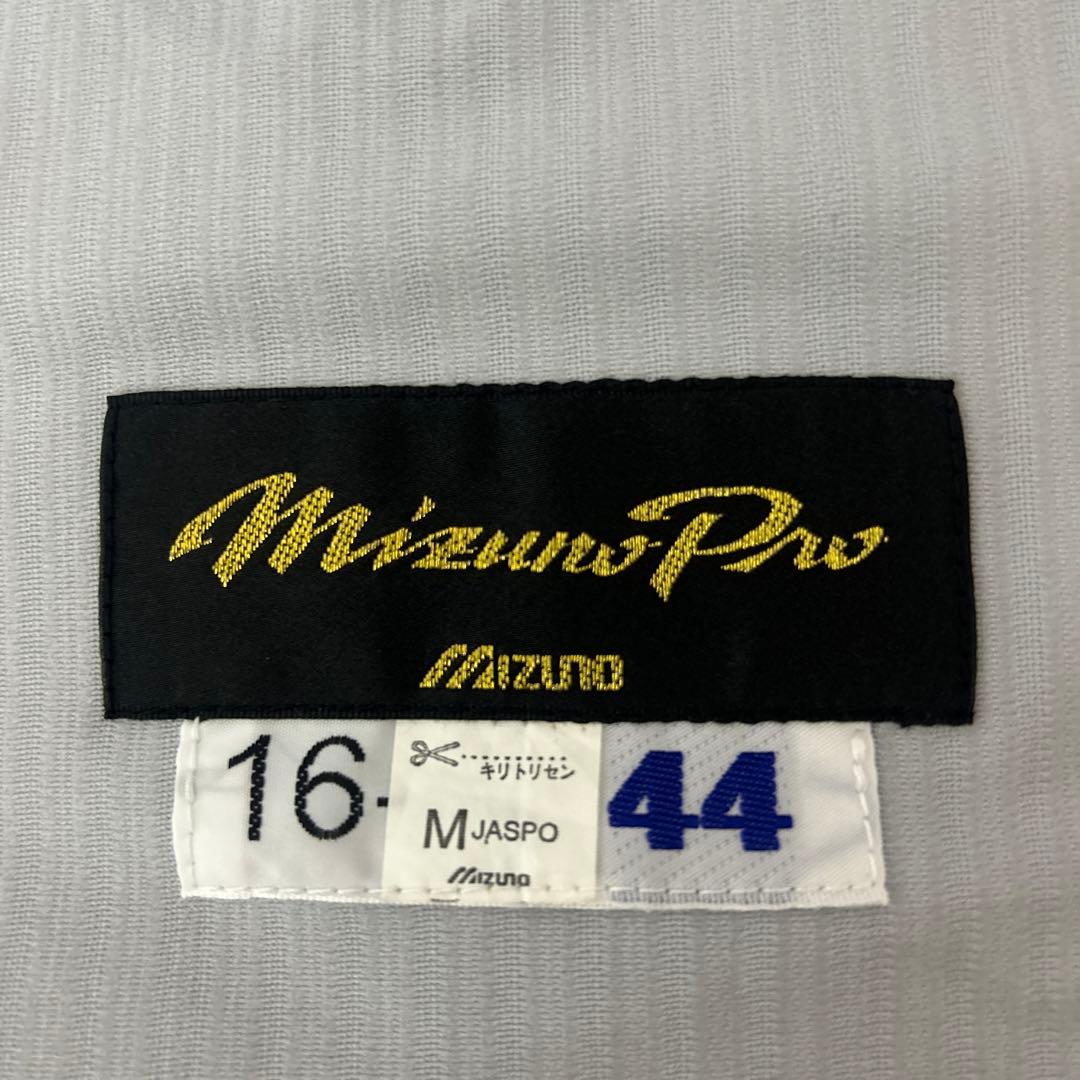 Mizuno Pro
MIZUNO
16-
キリトリセン
M JASPO
MIZUNO
44